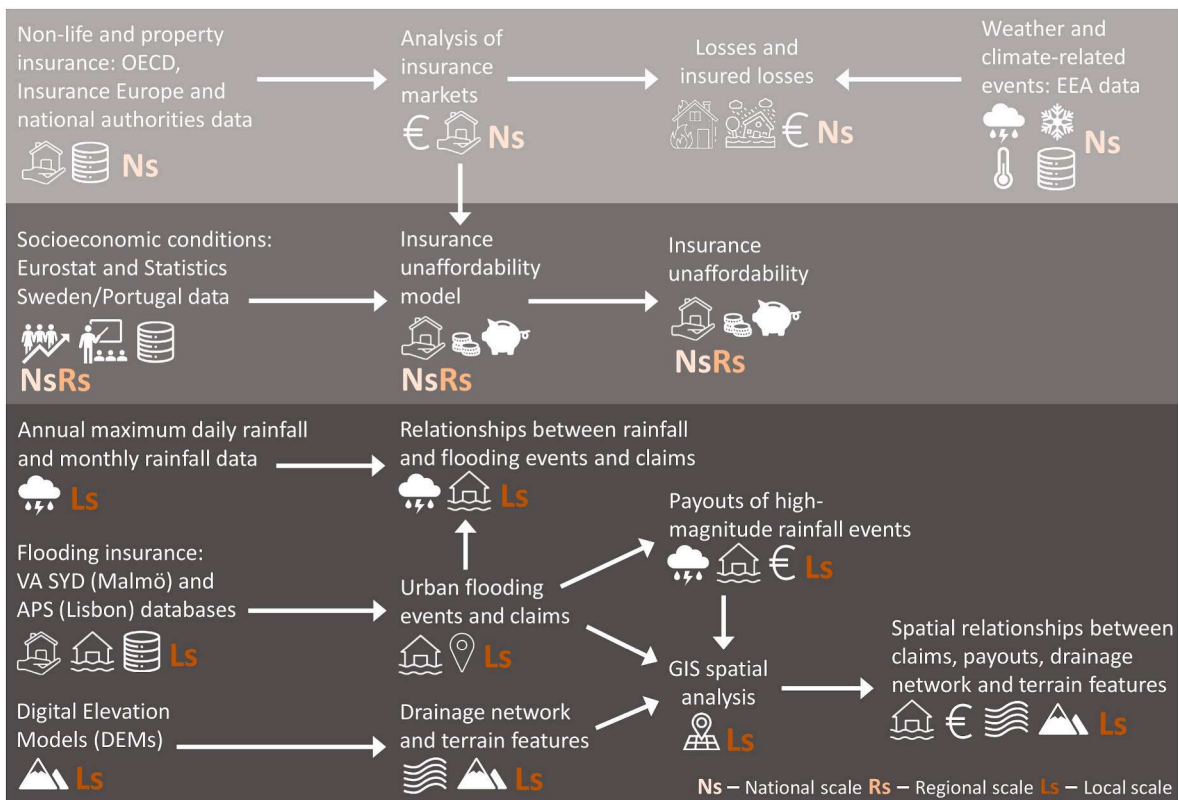 Non-life and property
insurance: OECD,
Insurance Europe and
national authorities data
Ns
Analysis of
insurance
markets
€ Ns
Losses and
insured losses
€ Ns
Weather and
climate-related
events: EEA data
Ns
Socioeconomic conditions:
Eurostat and Statistics
Sweden/Portugal data
NsRs
Insurance
unaffordability
model
NsRs
Insurance
unaffordability
NsRs
Annual maximum daily rainfall
and monthly rainfall data
Ls
Relationships between rainfall
and flooding events and claims
Ls
Flooding insurance:
VA SYD (Malmö) and
APS (Lisbon) databases
Ls
Urban flooding
events and claims
Ls
Payouts of high-
magnitude rainfall events
€ Ls
Digital Elevation
Models (DEMs)
Ls
Drainage network
and terrain features
Ls
GIS spatial
analysis
Ls
Spatial relationships between
claims, payouts, drainage
network and terrain features
€ Ls
Ns – National scale Rs – Regional scale Ls – Local scale